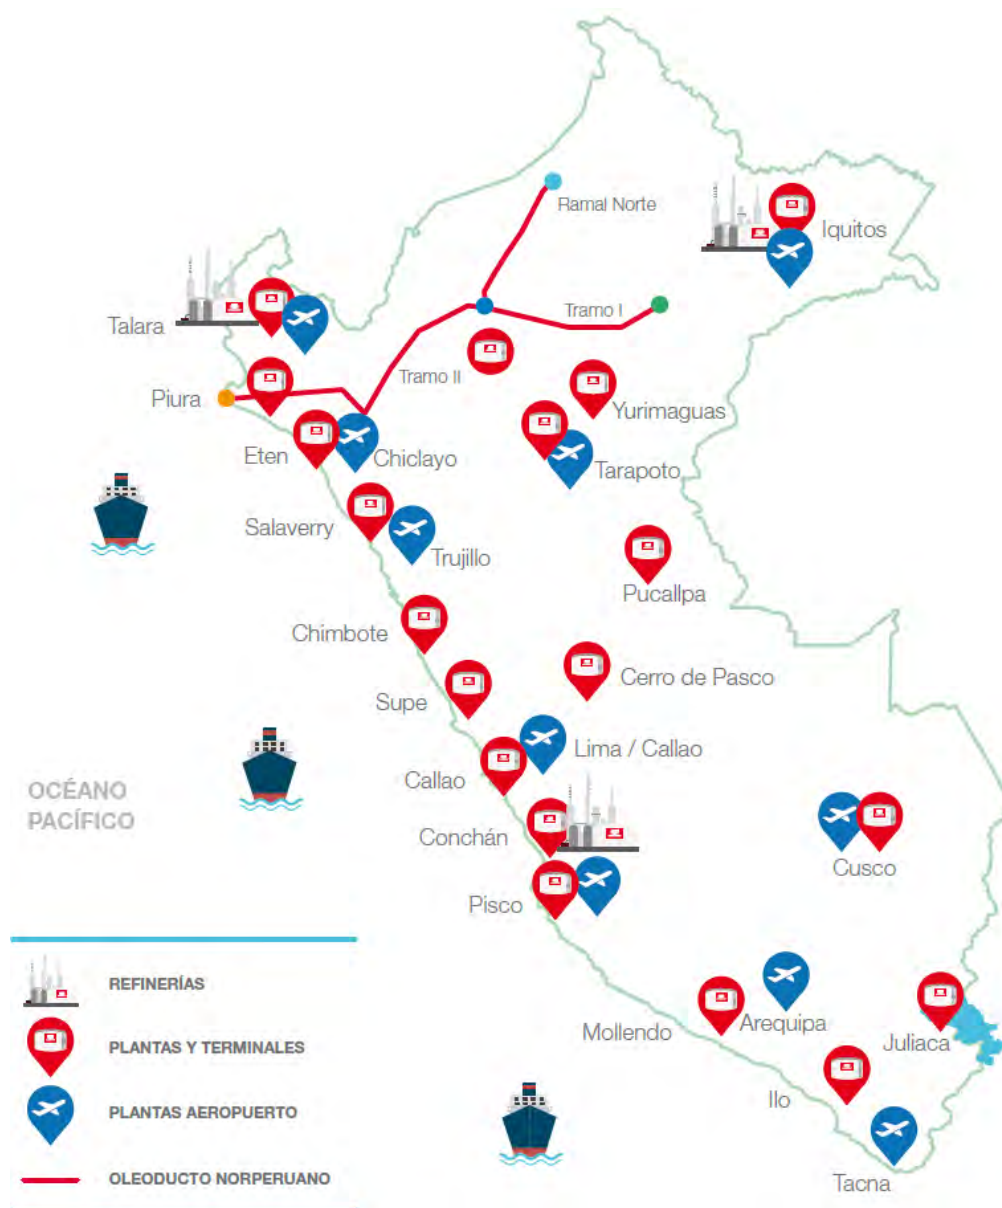 Ramal Norte
Iquitos
Tramo I
Talara
Tramo II
Piura
Yurimaguas
Eten
Chiclayo
Tarapoto
Salaverry
Trujillo
Pucallpa
Chimbote
Cerro de Pasco
Supe
Lima / Callao
Callao
OCÉANO
PACÍFICO
Conchán
Cusco
Pisco
REFINERÍAS
Arequipa
Mollendo
Juliaca
PLANTAS Y TERMINALES
Ilo
PLANTAS AEROPUERTO
OLEODUCTO NORPERUANO
Tacna